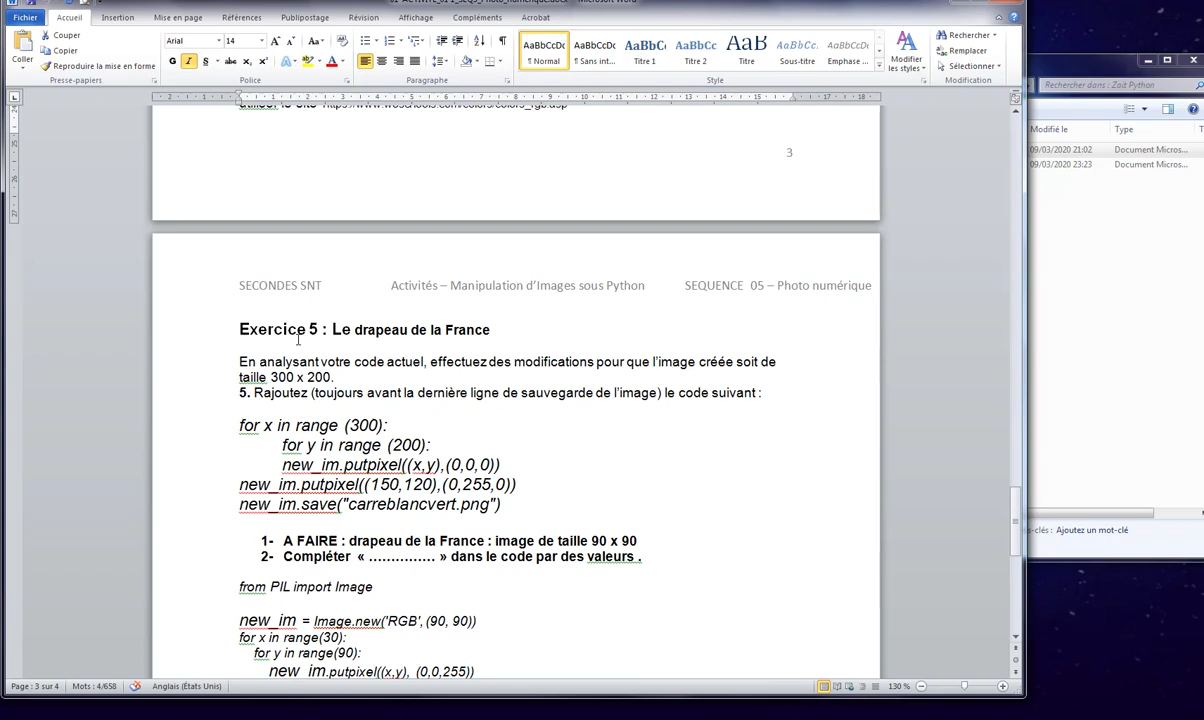 Fichier Accueil Insertion Mise en page Références Publipostage Révision Affichage Compléments Acrobat
Coller
Couper
Copier
Reproduire la mise en forme
Presse-papiers
Arial 14
Police
Paragraphe
AaBbCcDc AaBbCcDc AaBbC AaBbCc AaB AaBbCc. AaBbCcDc
¶ Normal ¶ Sans int... Titre 1 Titre 2 Titre Sous-titre Emphase ...
Style
Modifier les styles
Rechercher
Remplacer
Sélectionner
Modification
Rechercher dans : Zait Python
Modifié le Type
09/03/2020 21:02 Document Micros...
09/03/2020 23:23 Document Micros...
-clés : Ajoutez un mot-clé
3
SECONDES SNT Activités – Manipulation d'Images sous Python SEQUENCE 05 – Photo numérique
Exercice 5 : Le drapeau de la France
En analysant votre code actuel, effectuez des modifications pour que l'image créée soit de
taille 300 x 200.
5. Rajoutez (toujours avant la dernière ligne de sauvegarde de l'image) le code suivant :
for x in range (300):
for y in range (200):
new_im.putpixel((x,y),(0,0,0))
new_im.putpixel((150,120),(0,255,0))
new_im.save("carreblancvert.png")
1- A FAIRE : drapeau de la France : image de taille 90 x 90
2- Compléter « …………… » dans le code par des valeurs .
from PIL import Image
new_im = Image.new('RGB', (90, 90))
for x in range(30):
for y in range(90):
new_im.putpixel((x,y), (0,0,255))
Page : 3 sur 4 Mots : 4/658 Anglais (États Unis) 130 %